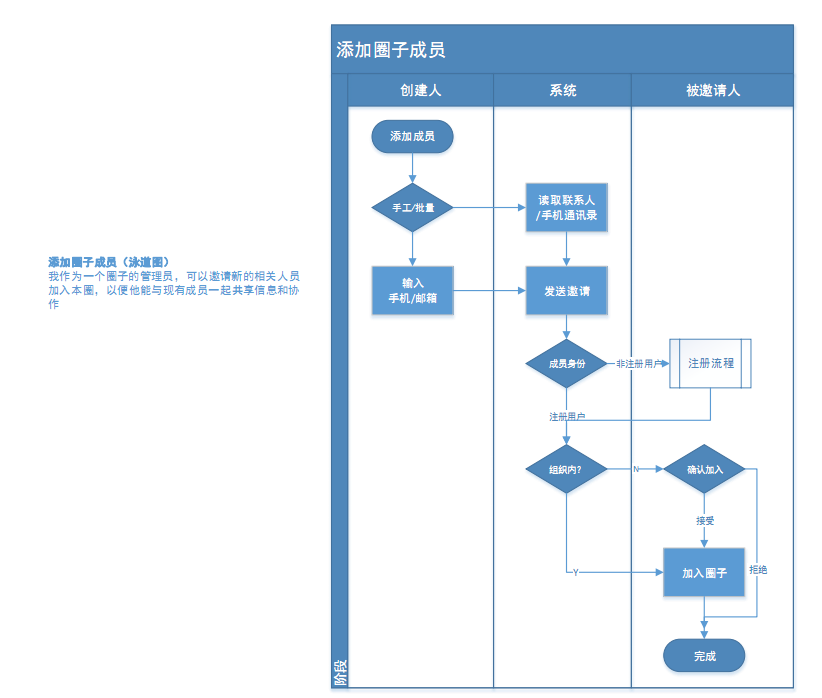 添加圈子成员
创建人
系统
被邀请人
添加成员
手工/批量
读取联系人
/手机通讯录
添加圈子成员（泳道图）
我作为一个圈子的管理员，可以邀请新的相关人员
加入本圈，以便他能与现有成员一起共享信息和协
作
输入
手机/邮箱
发送邀请
成员身份
非注册用户
注册流程
注册用户
组织内?
N
确认加入
接受
Y
加入圈子
拒绝
完成
阶段